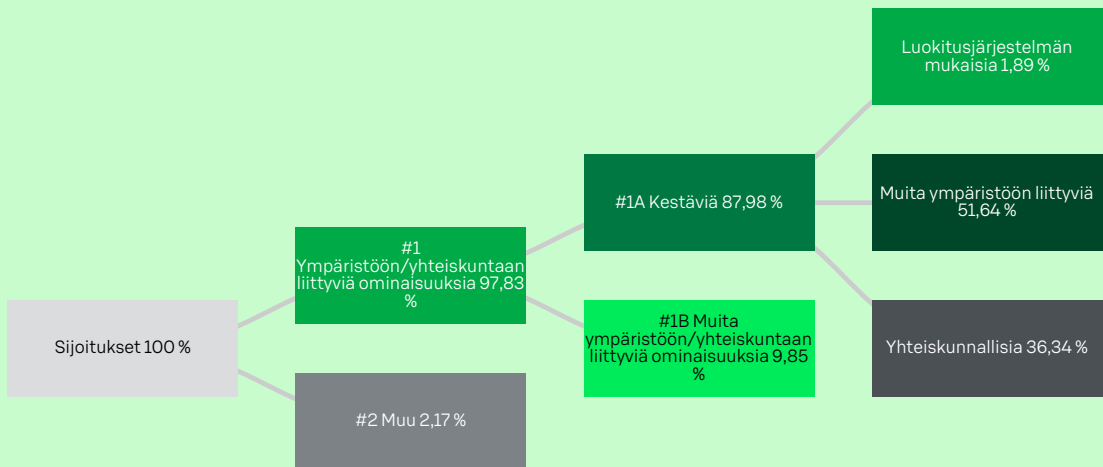 Luokitusjärjestelmän
mukaisia 1,89 %
#1A Kestäviä 87,98 %
Muita ympäristöön liittyviä
51,64 %
#1
Ympäristöön/yhteiskuntaan
liittyviä ominaisuuksia 97,83
%
Sijoitukset 100 %
#1B Muita
ympäristöön/yhteiskuntaan
liittyviä ominaisuuksia 9,85
%
Yhteiskunnallisia 36,34 %
#2 Muu 2,17 %